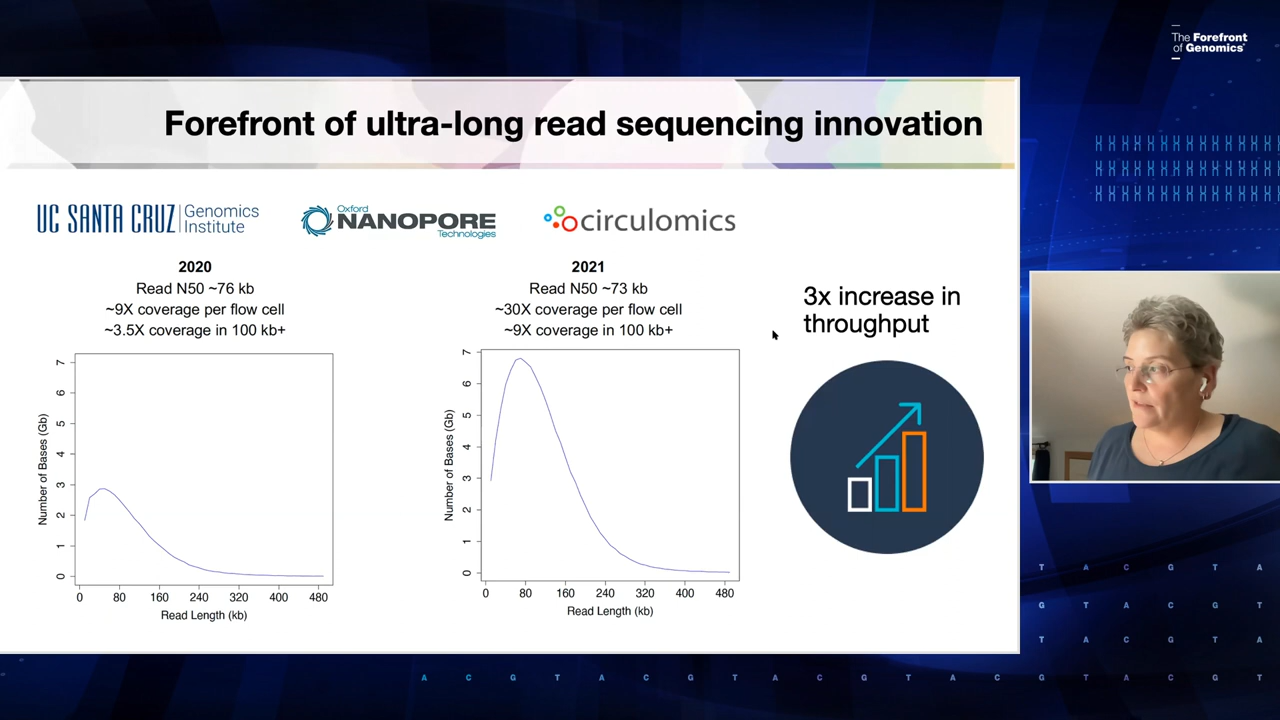 The Forefront
of Genomics
Forefront of ultra-long read sequencing innovation
UC SANTA CRUZ Genomics
Institute
Oxford
NANOPORE
Technologies
circulomics
2020
Read N50 ~76 kb
~9X coverage per flow cell
~3.5X coverage in 100 kb+
2021
Read N50 ~73 kb
~30X coverage per flow cell
~9X coverage in 100 kb+
3x increase in
throughput
Number of Bases (Gb)
7
6
5
4
3
2
1
0
0 80 160 240 320 400 480
Read Length (kb)
Number of Bases (Gb)
7
6
5
4
3
2
1
0
0 80 160 240 320 400 480
Read Length (kb)
T A C G T A
G T A C G T
T A C G T A
A C G T A C G T A C G T A C G T A C G T